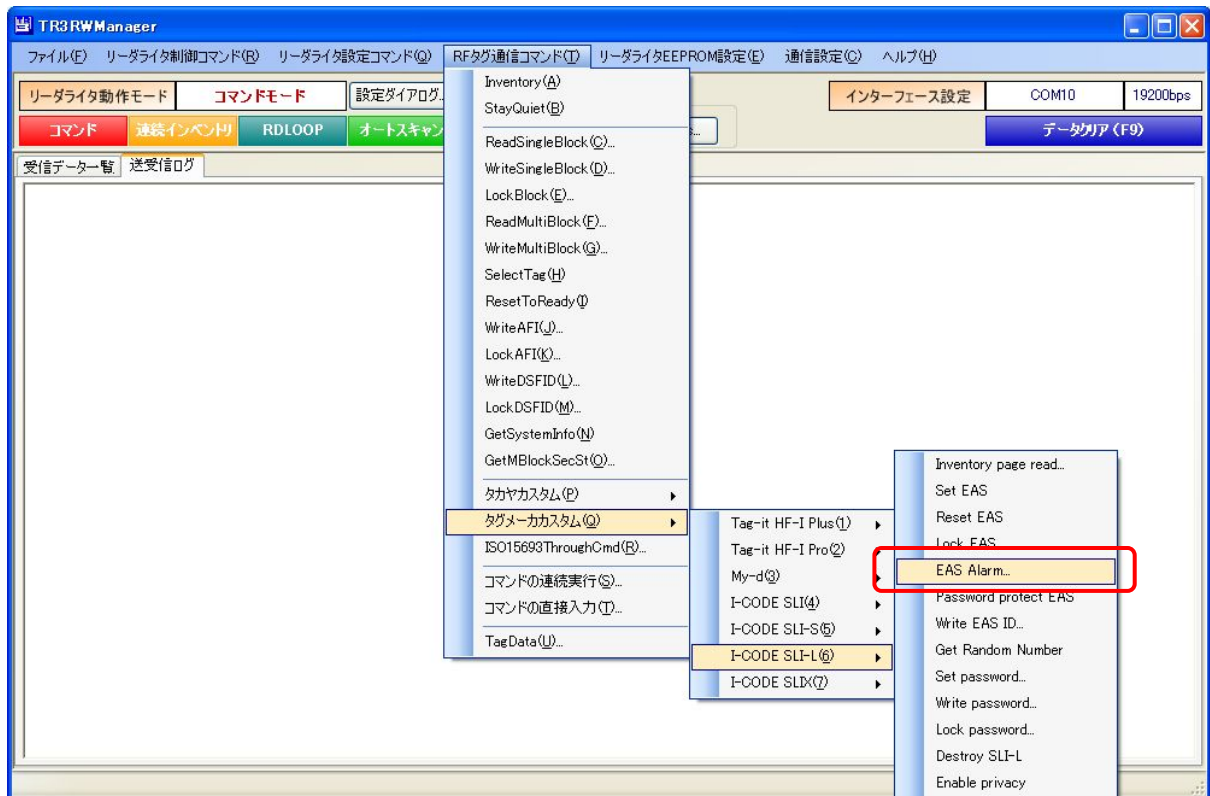 TR3RWManager
ファイル(F) リーダライタ制御コマンド(R) リーダライタ設定コマンド(Q) RFタグ通信コマンド(T) リーダライタEEPROM設定(E) 通信設定(C) ヘルプ(H)
リーダライタ動作モード コマンドモード 設定ダイアログ.. インターフェース設定 COM10 19200bps
コマンド 連続インベントリ RDLOOP オートスキャン データクリア(F9)
受信データ一覧 送受信ログ
Inventory(A)
StayQuiet(B)
ReadSingleBlock(C)...
WriteSingleBlock(D)...
LockBlock(E)...
ReadMultiBlock(F)...
WriteMultiBlock(G)...
SelectTag(H)
ResetToReady(I)
WriteAFI(J)...
LockAFI(K)...
WriteDSFID(L)...
LockDSFID(M)...
GetSystemInfo(N)
GetMBlockSecSt(O)...
タカヤカスタム(P)
タグメーカカスタム(Q)
ISO15693ThroughCmd(R)...
コマンドの連続実行(S)...
コマンドの直接入力(T)...
TagData(U)...
Tag-it HF-I Plus(1)
Tag-it HF-I Pro(2)
My-d(3)
I-CODE SLI(4)
I-CODE SLI-S(5)
I-CODE SLI-L(6)
I-CODE SLIX(7)
Inventory page read...
Set EAS
Reset EAS
Lock EAS
EAS Alarm...
Password protect EAS
Write EAS ID...
Get Random Number
Set password...
Write password...
Lock password...
Destroy SLI-L
Enable privacy